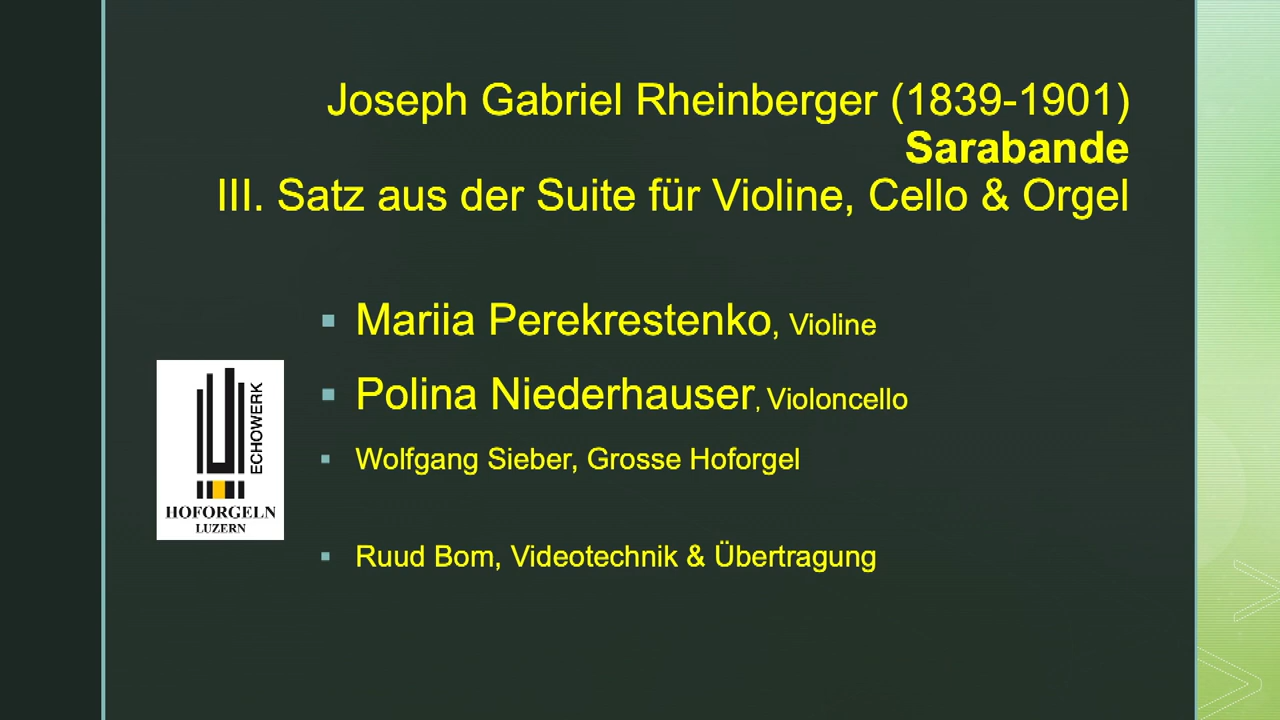 Joseph Gabriel Rheinberger (1839-1901)
Sarabande
III. Satz aus der Suite für Violine, Cello & Orgel
Mariia Perekrestenko, Violine
Polina Niederhauser, Violoncello
Wolfgang Sieber, Grosse Hoforgel
Ruud Bom, Videotechnik & Übertragung
ECHOWERK
HOFORGELN
LUZERN